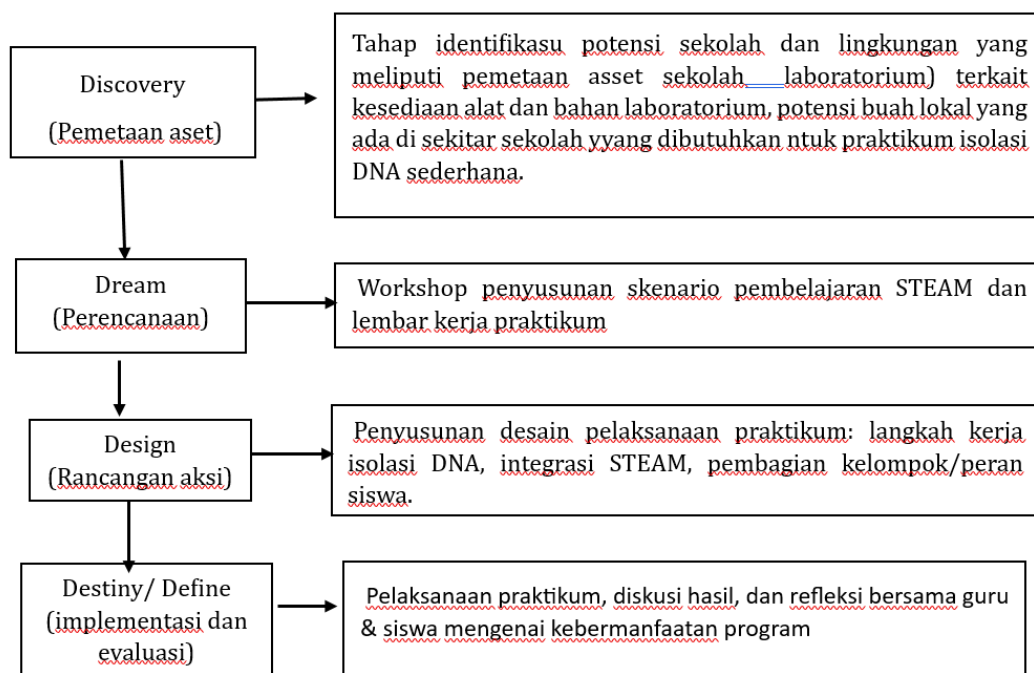 Discovery
(Pemetaan aset)
Tahap identifikasu potensi sekolah dan lingkungan yang
meliputi pemetaan asset sekolah laboratorium) terkait
kesediaan alat dan bahan laboratorium, potensi buah lokal yang
ada di sekitar sekolah yyang dibutuhkan ntuk praktikum isolasi
DNA sederhana.
Dream
(Perencanaan)
Workshop penyusunan skenario pembelajaran STEAM dan
lembar kerja praktikum
Design
(Rancangan aksi)
Penyusunan desain pelaksanaan praktikum: langkah kerja
isolasi DNA, integrasi STEAM, pembagian kelompok/peran
siswa.
Destiny/ Define
(implementasi dan
evaluasi)
Pelaksanaan praktikum, diskusi hasil, dan refleksi bersama guru
& siswa mengenai kebermanfaatan program